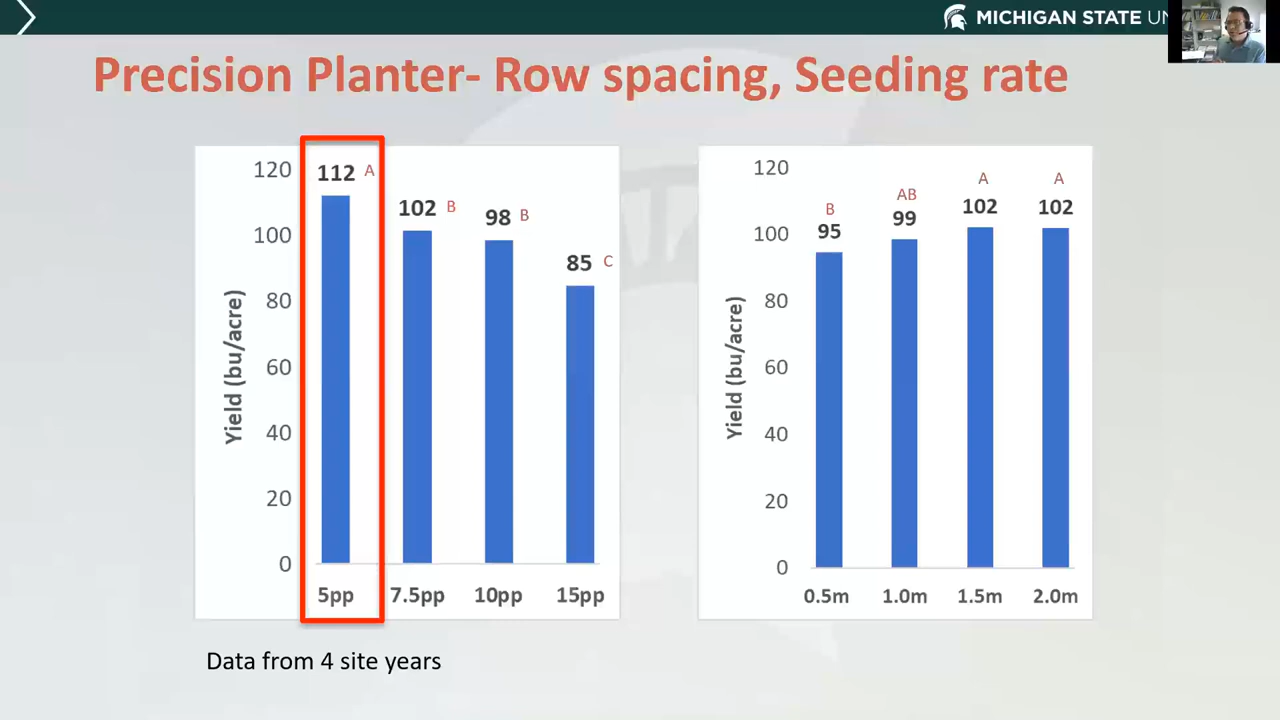 MICHIGAN STATE
Precision Planter- Row spacing, Seeding rate
120
100
80
60
40
20
0
Yield (bu/acre)
112 A
102 B
98 B
85 C
5pp 7.5pp 10pp 15pp
120
100
80
60
40
20
0
Yield (bu/acre)
B
95
AB
99
A
102
A
102
0.5m 1.0m 1.5m 2.0m
Data from 4 site years